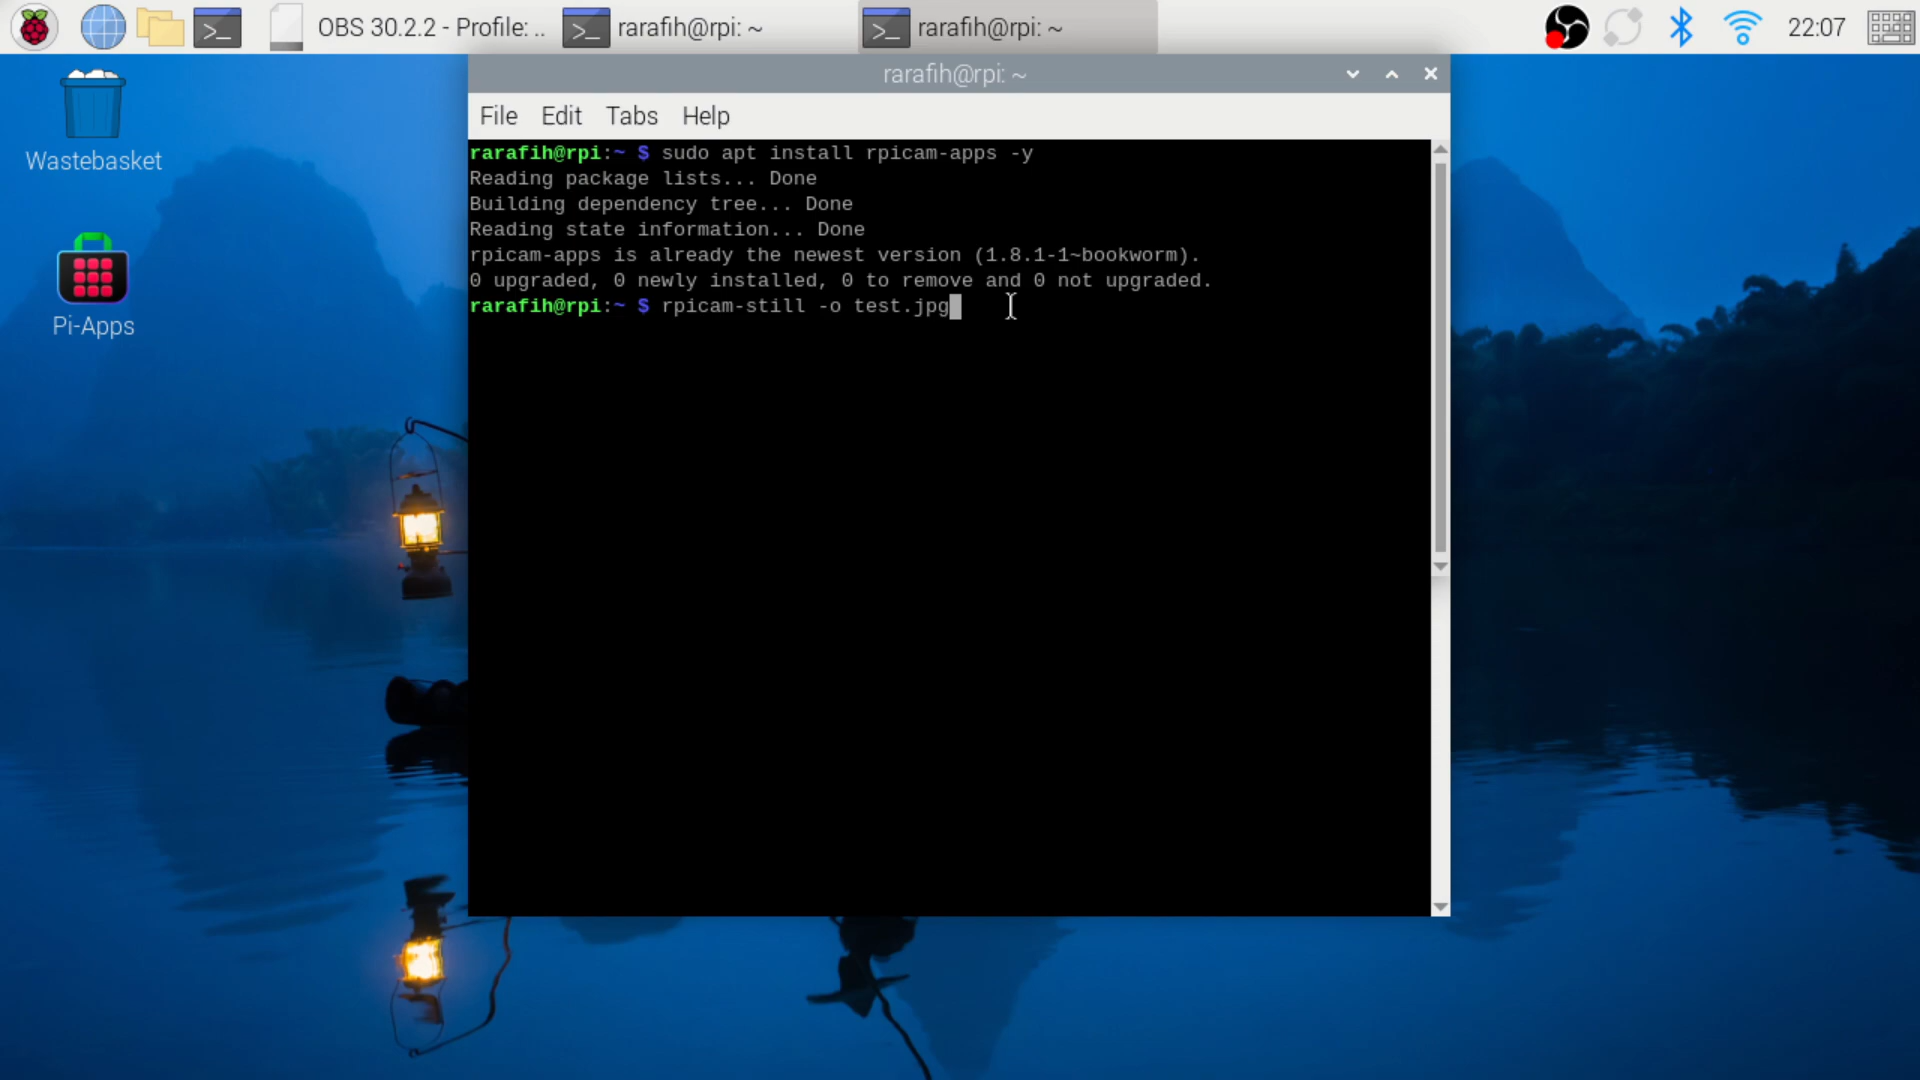 OBS 30.2.2 - Profile: ..
rarafih@rpi: ~
rarafih@rpi: ~
22:07
rarafih@rpi: ~
File Edit Tabs Help
Wastebasket
Pi-Apps
rarafih@rpi:~ $ sudo apt install rpicam-apps -y
Reading package lists... Done
Building dependency tree... Done
Reading state information... Done
rpicam-apps is already the newest version (1.8.1-1~bookworm).
0 upgraded, 0 newly installed, 0 to remove and 0 not upgraded.
rarafih@rpi:~ $ rpicam-still -o test.jpg